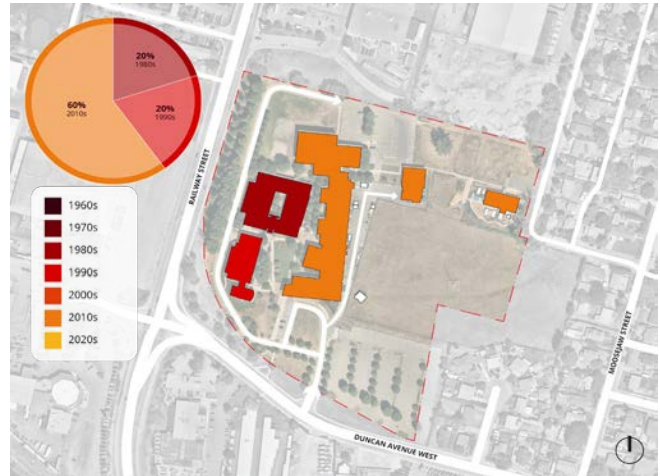 20%
1980s
60%
2010s
20%
1990s
1960s
1970s
1980s
1990s
2000s
2010s
2020s
RAILWAY STREET
MOOSEJAW STREET
DUNCAN AVENUE WEST